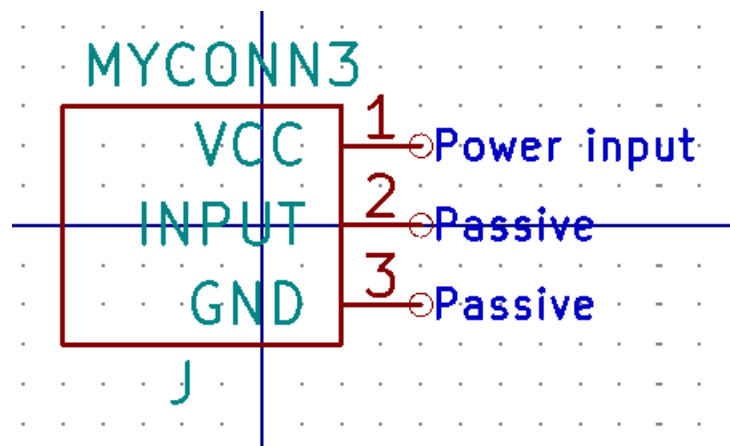 MYCONN3
VCC 1 Power input
INPUT 2 Passive
GND 3 Passive
J